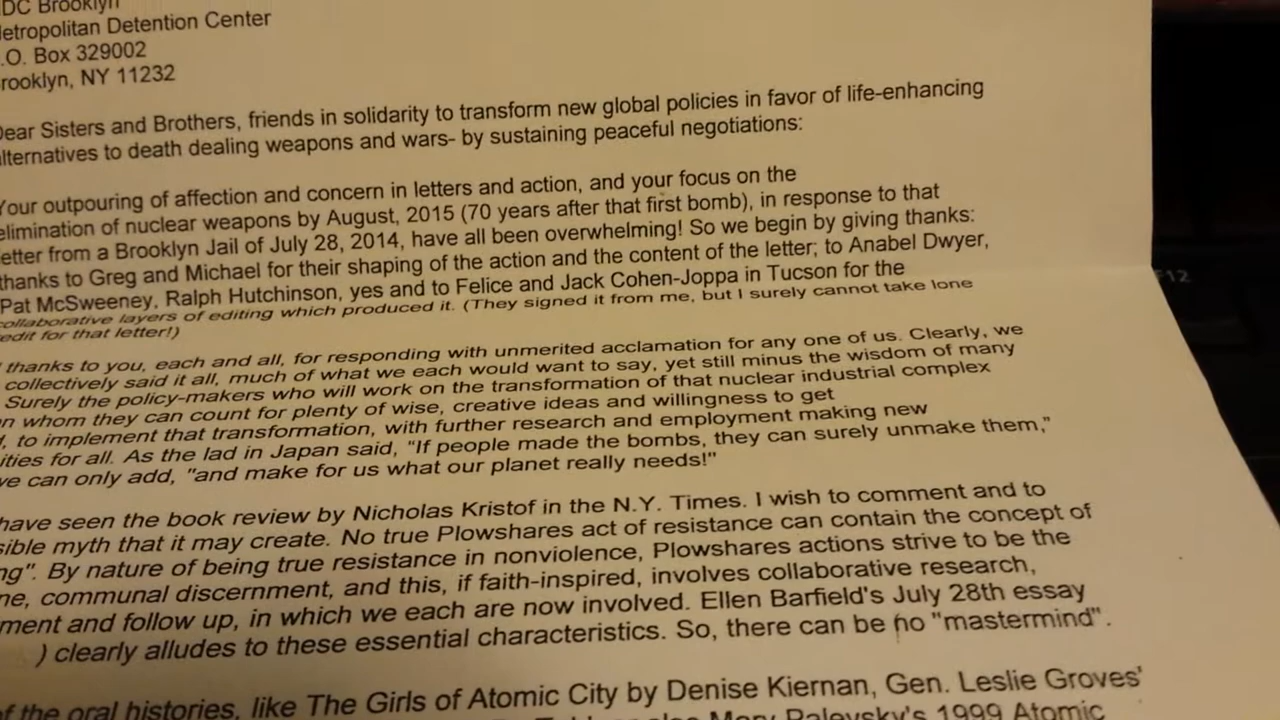 DC Brooklyn
etropolitan Detention Center
.O. Box 329002
rooklyn, NY 11232
Dear Sisters and Brothers, friends in solidarity to transform new global policies in favor of life-enhancing
alternatives to death dealing weapons and wars- by sustaining peaceful negotiations:
Your outpouring of affection and concern in letters and action, and your focus on the
elimination of nuclear weapons by August, 2015 (70 years after that first bomb), in response to that
letter from a Brooklyn Jail of July 28, 2014, have all been overwhelming! So we begin by giving thanks:
thanks to Greg and Michael for their shaping of the action and the content of the letter; to Anabel Dwyer,
Pat McSweeney, Ralph Hutchinson, yes and to Felice and Jack Cohen-Joppa in Tucson for the
collaborative layers of editing which produced it. (They signed it from me, but I surely cannot take lone
edit for that letter!)
thanks to you, each and all, for responding with unmerited acclamation for any one of us. Clearly, we
collectively said it all, much of what we each would want to say, yet still minus the wisdom of many
Surely the policy-makers who will work on the transformation of that nuclear industrial complex
n whom they can count for plenty of wise, creative ideas and willingness to get
, to implement that transformation, with further research and employment making new
ities for all. As the lad in Japan said, "If people made the bombs, they can surely unmake them,"
we can only add, "and make for us what our planet really needs!"
have seen the book review by Nicholas Kristof in the N.Y. Times. I wish to comment and to
sible myth that it may create. No true Plowshares act of resistance can contain the concept of
ng". By nature of being true resistance in nonviolence, Plowshares actions strive to be the
ne, communal discernment, and this, if faith-inspired, involves collaborative research,
ment and follow up, in which we each are now involved. Ellen Barfield's July 28th essay
) clearly alludes to these essential characteristics. So, there can be no "mastermind".
of the oral histories, like The Girls of Atomic City by Denise Kiernan, Gen. Leslie Groves'
Mary Palevsky's 1999 Atomic
F12